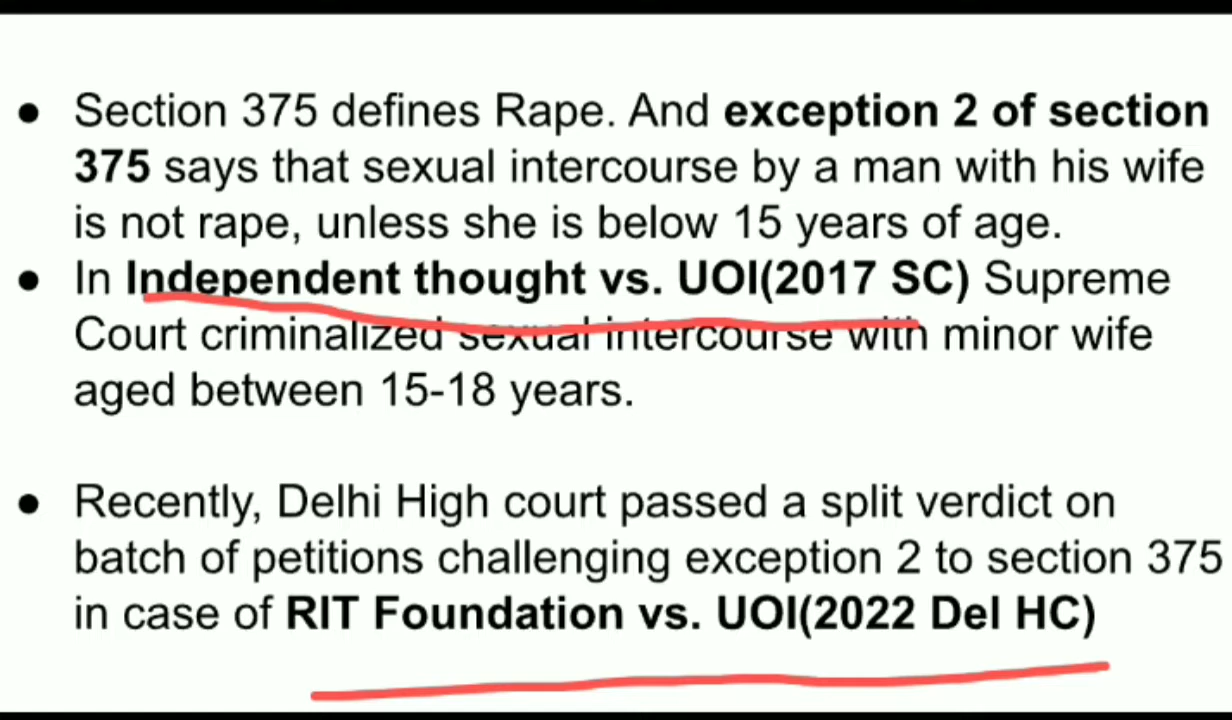 ● Section 375 defines Rape. And exception 2 of section
375 says that sexual intercourse by a man with his wife
is not rape, unless she is below 15 years of age.
● In Independent thought vs. UOI(2017 SC) Supreme
Court criminalized sexual intercourse with minor wife
aged between 15-18 years.
● Recently, Delhi High court passed a split verdict on
batch of petitions challenging exception 2 to section 375
in case of RIT Foundation vs. UOI(2022 Del HC)